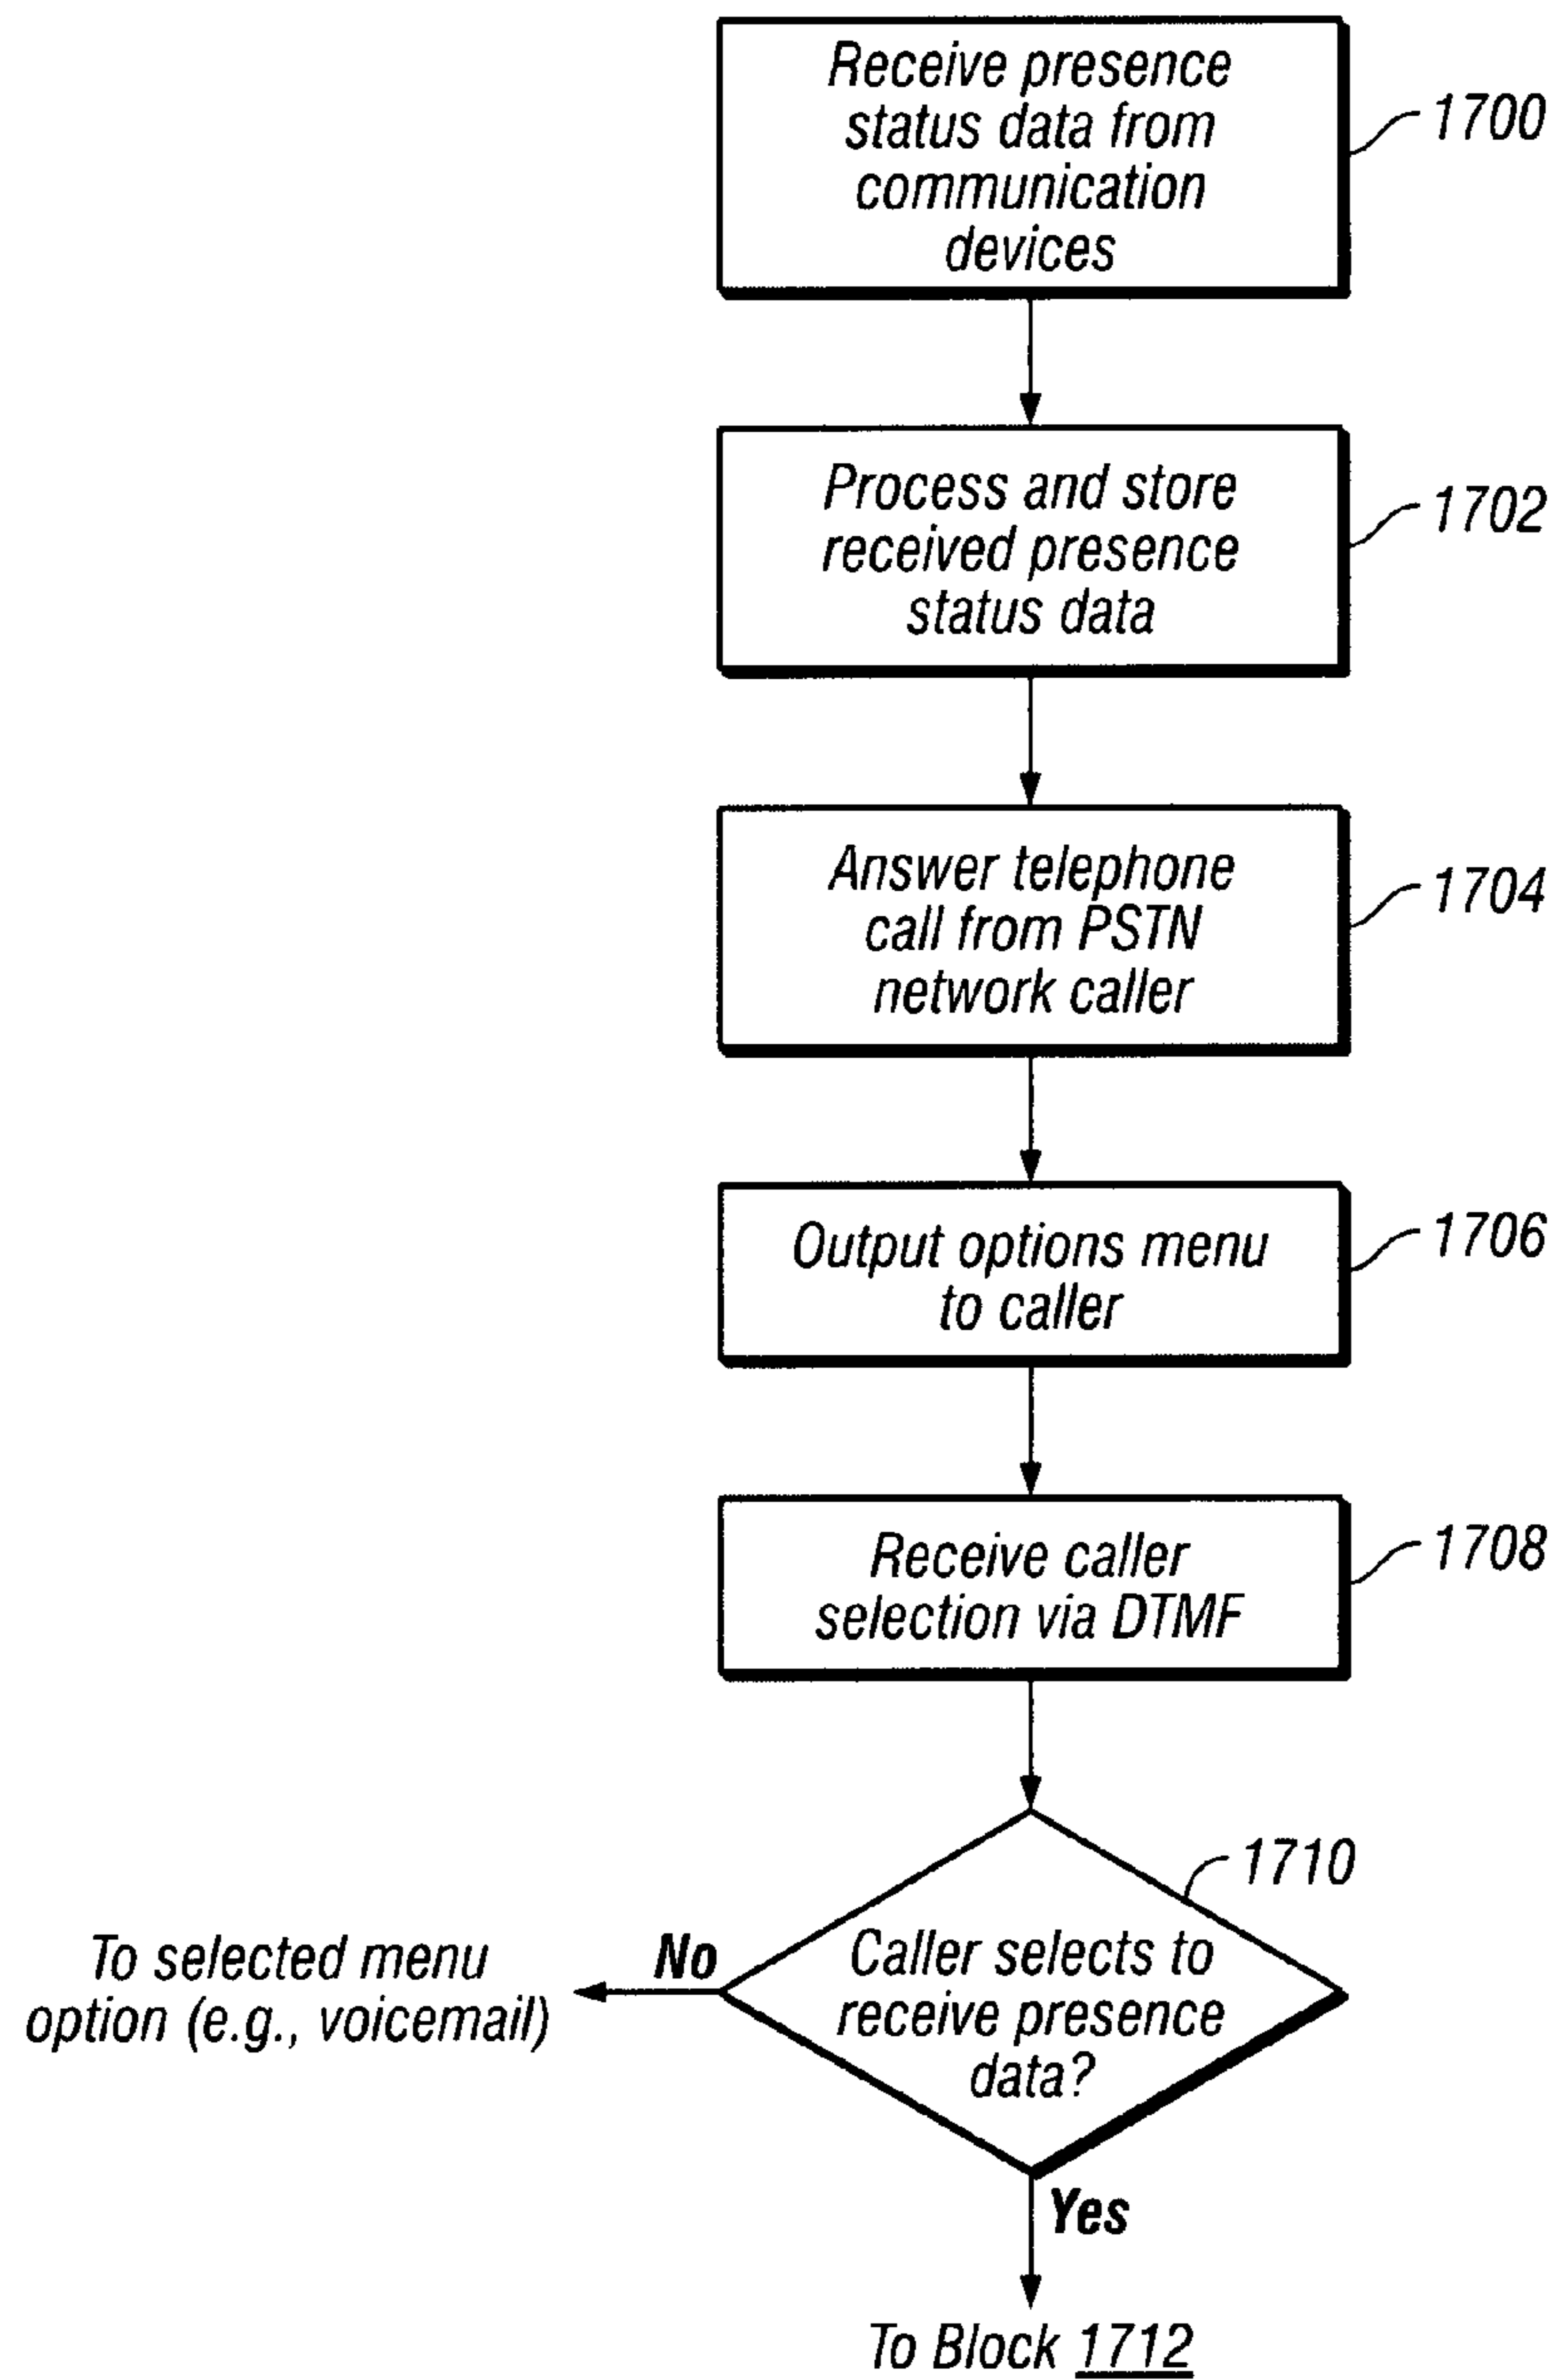 Receive presence
status data from
communication
devices
1700
Process and store
received presence
status data
1702
Answer telephone
call from PSTN
network caller
1704
Output options menu
to caller
1706
Receive caller
selection via DTMF
1708
1710
Caller selects to
receive presence
data?
No
To selected menu
option (e.g., voicemail)
Yes
To Block 1712